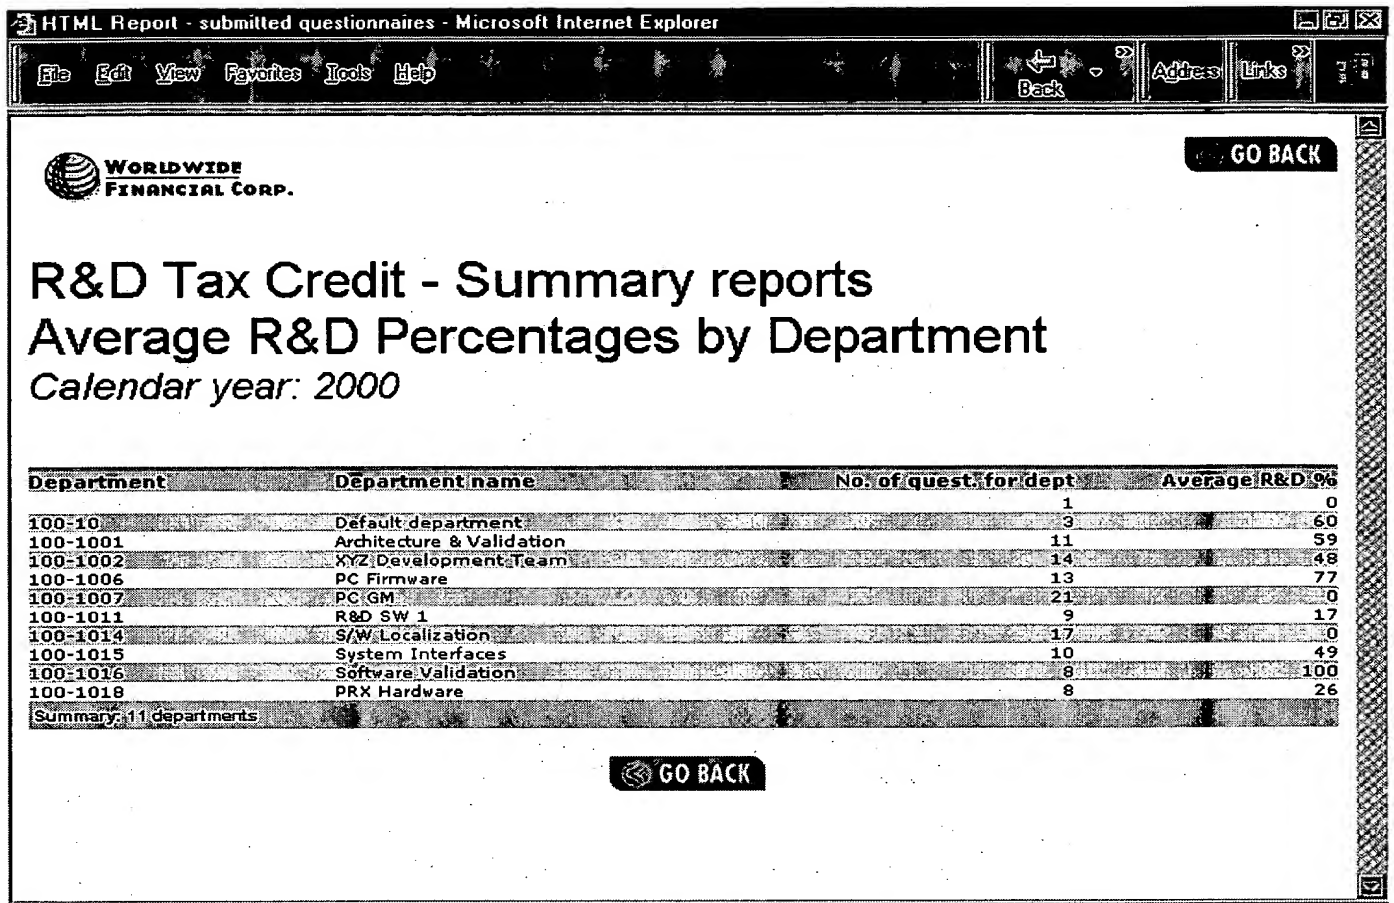 HTML Report - submitted questionnaires - Microsoft Internet Explorer
File Edit View Favorites Tools Help Back Address Links
GO BACK
WORLDWIDE
FINANCIAL CORP.
R&D Tax Credit - Summary reports
Average R&D Percentages by Department
Calendar year: 2000
Department Department name No. of quest. for dept Average R&D %
1 0
100-10 Default department 3 60
100-1001 Architecture & Validation 11 59
100-1002 XYZ Development Team 14 48
100-1006 PC Firmware 13 77
100-1007 PC GM 21 0
100-1011 R&D SW 1 9 17
100-1014 S/W Localization 17 0
100-1015 System Interfaces 10 49
100-1016 Software Validation 8 100
100-1018 PRX Hardware 8 26
Summary: 11 departments
GO BACK